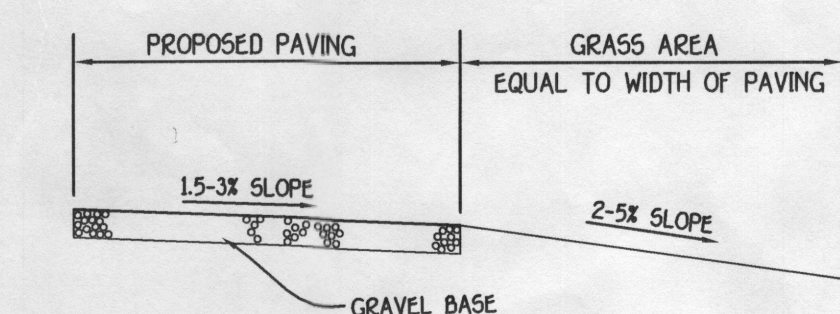 PROPOSED PAVING
GRASS AREA
EQUAL TO WIDTH OF PAVING
1.5-3% SLOPE
2-5% SLOPE
GRAVEL BASE